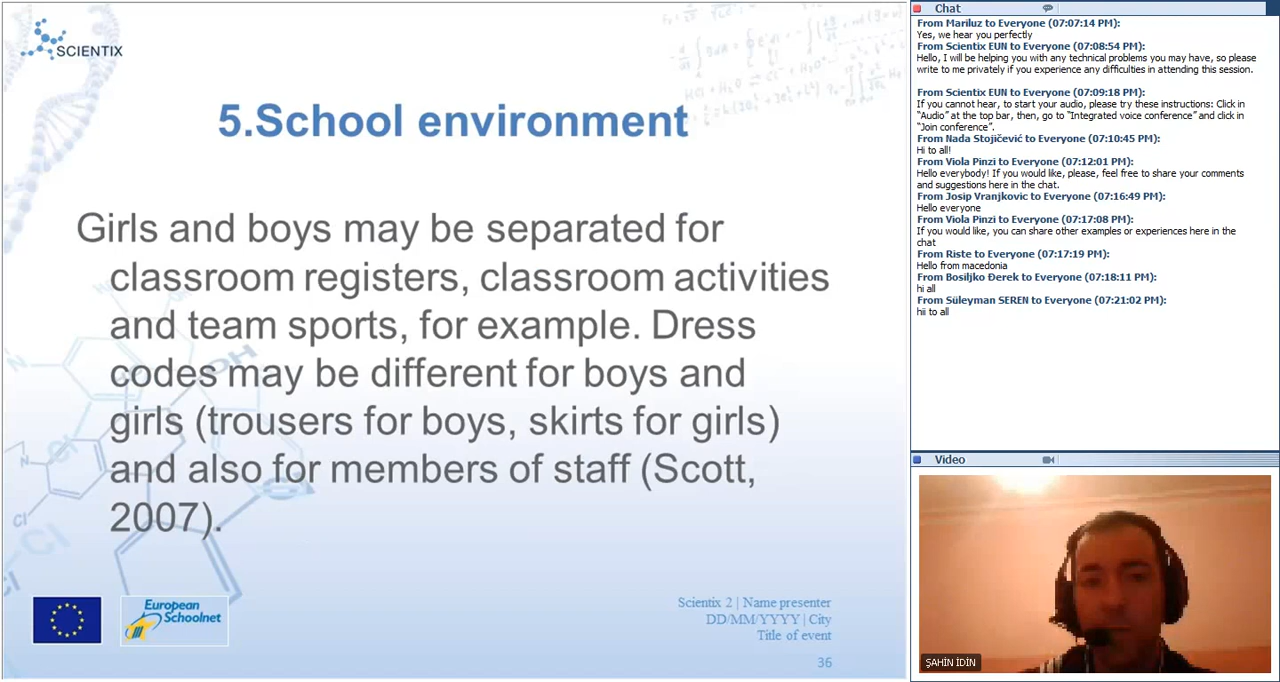 SCIENTIX
5.School environment
Girls and boys may be separated for
classroom registers, classroom activities
and team sports, for example. Dress
codes may be different for boys and
girls (trousers for boys, skirts for girls)
and also for members of staff (Scott,
2007).
European
Schoolnet
Scientix 2 | Name presenter
DD/MM/YYYY | City
Title of event
36
Chat
From Mariluz to Everyone (07:07:14 PM):
Yes, we hear you perfectly
From Scientix EUN to Everyone (07:08:54 PM):
Hello, I will be helping you with any technical problems you may have, so please
write to me privately if you experience any difficulties in attending this session.
From Scientix EUN to Everyone (07:09:18 PM):
If you cannot hear, to start your audio, please try these instructions: Click in
“Audio” at the top bar, then, go to “Integrated voice conference” and click in
“Join conference”.
From Nada Stojičević to Everyone (07:10:45 PM):
Hi to all!
From Viola Pinzi to Everyone (07:12:01 PM):
Hello everybody! If you would like, please, feel free to share your comments
and suggestions here in the chat.
From Josip Vranjkovic to Everyone (07:16:49 PM):
Hello everyone
From Viola Pinzi to Everyone (07:17:08 PM):
If you would like, you can share other examples or experiences here in the
chat
From Riste to Everyone (07:17:19 PM):
Hello from macedonia
From Bosiljko Đerek to Everyone (07:18:11 PM):
hi all
From Süleyman SEREN to Everyone (07:21:02 PM):
hii to all
Video
ŞAHİN İDİN